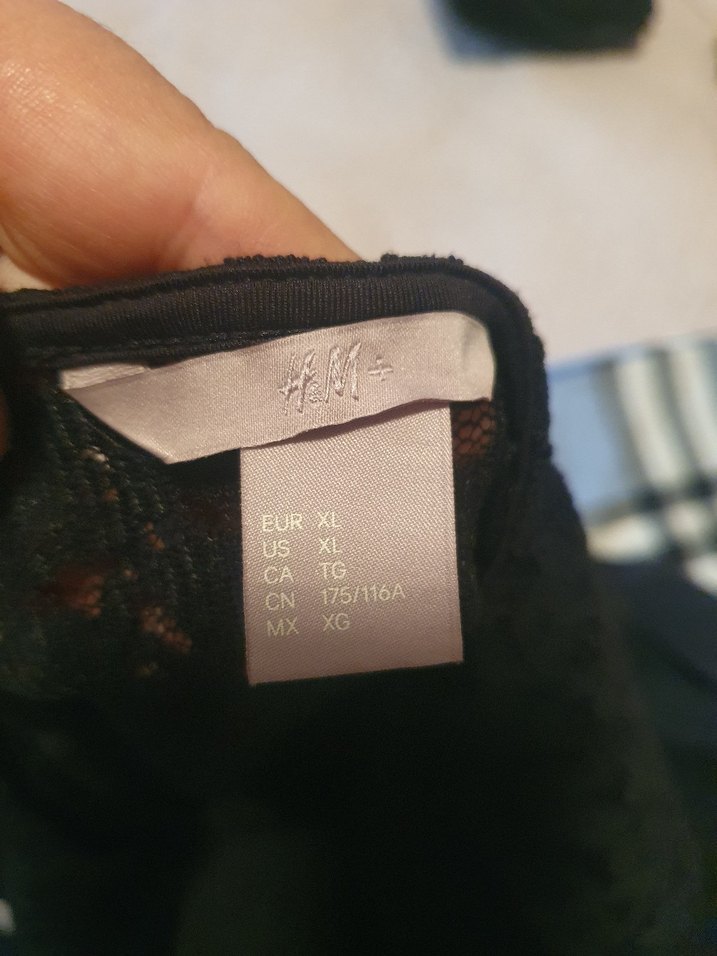 H&M+
EUR XL
US XL
CA TG
CN 175/116A
MX XG